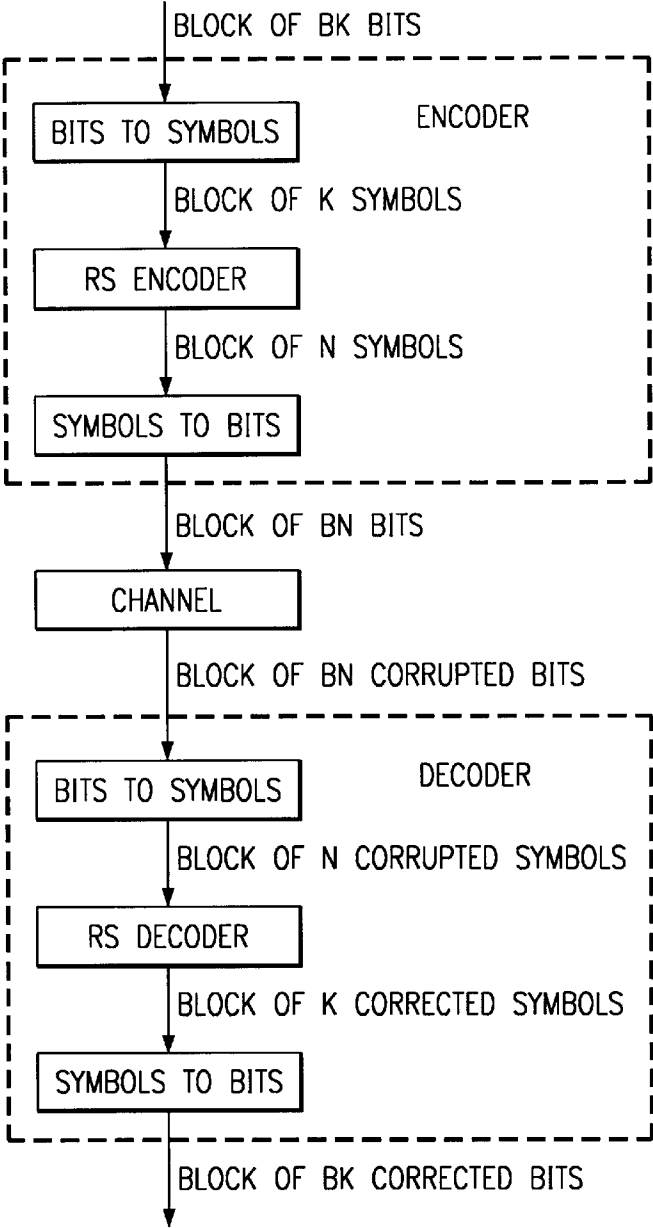 BLOCK OF BK BITS
ENCODER
BITS TO SYMBOLS
BLOCK OF K SYMBOLS
RS ENCODER
BLOCK OF N SYMBOLS
SYMBOLS TO BITS
BLOCK OF BN BITS
CHANNEL
BLOCK OF BN CORRUPTED BITS
DECODER
BITS TO SYMBOLS
BLOCK OF N CORRUPTED SYMBOLS
RS DECODER
BLOCK OF K CORRECTED SYMBOLS
SYMBOLS TO BITS
BLOCK OF BK CORRECTED BITS